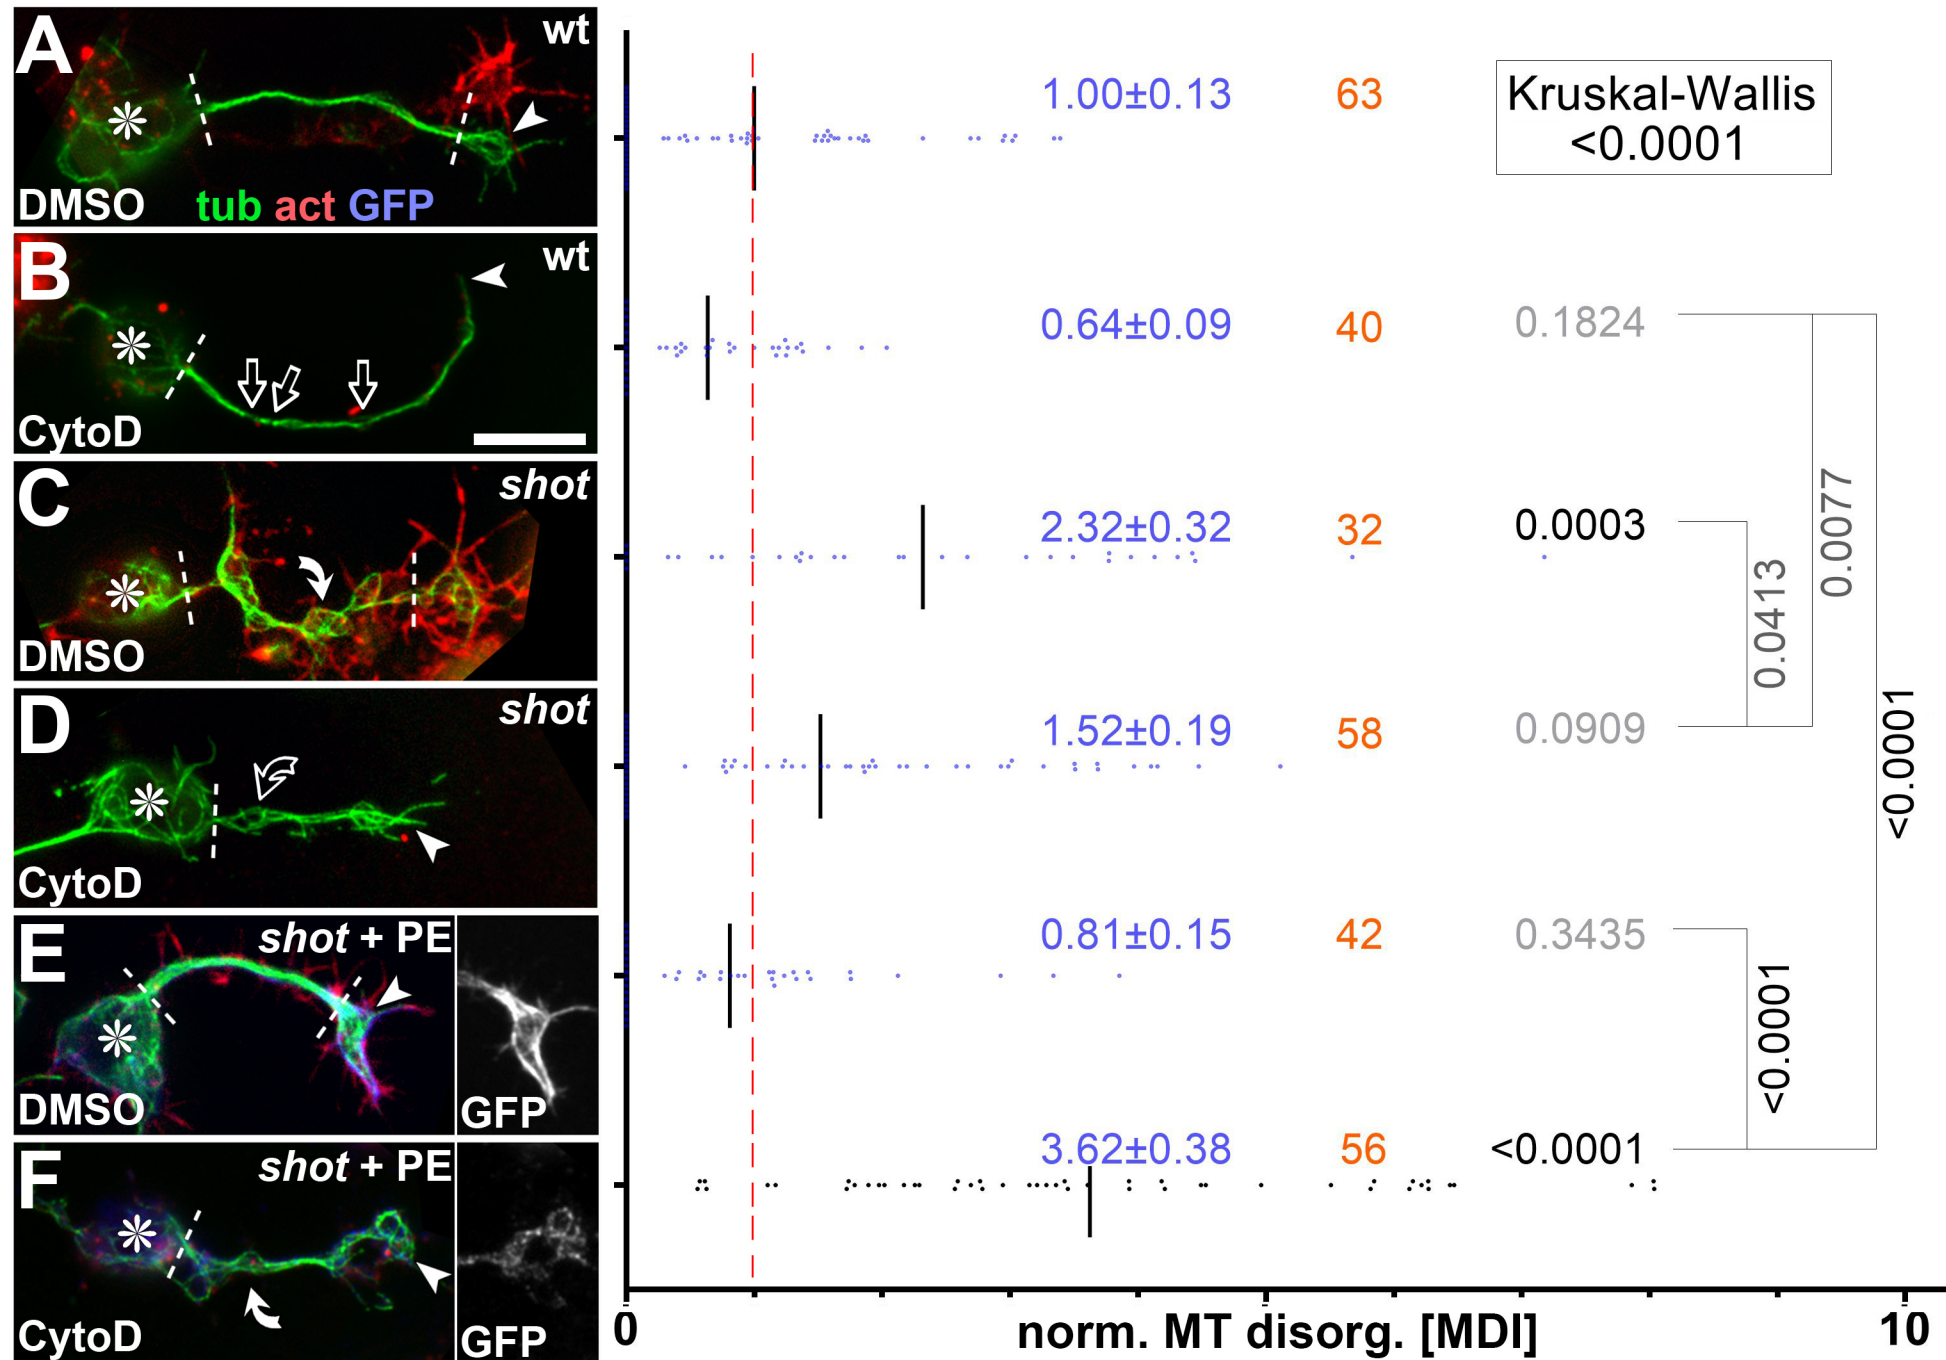 A
wt
DMSO
tub act GFP
1.00±0.13
63
Kruskal-Wallis
<0.0001
B
wt
CytoD
0.64±0.09
40
0.1824
C
shot
DMSO
2.32±0.32
32
0.0003
0.0413
0.0077
D
shot
CytoD
1.52±0.19
58
0.0909
<0.0001
E
shot + PE
DMSO
GFP
0.81±0.15
42
0.3435
<0.0001
F
shot + PE
CytoD
GFP
3.62±0.38
56
<0.0001
0
norm. MT disorg. [MDI]
10